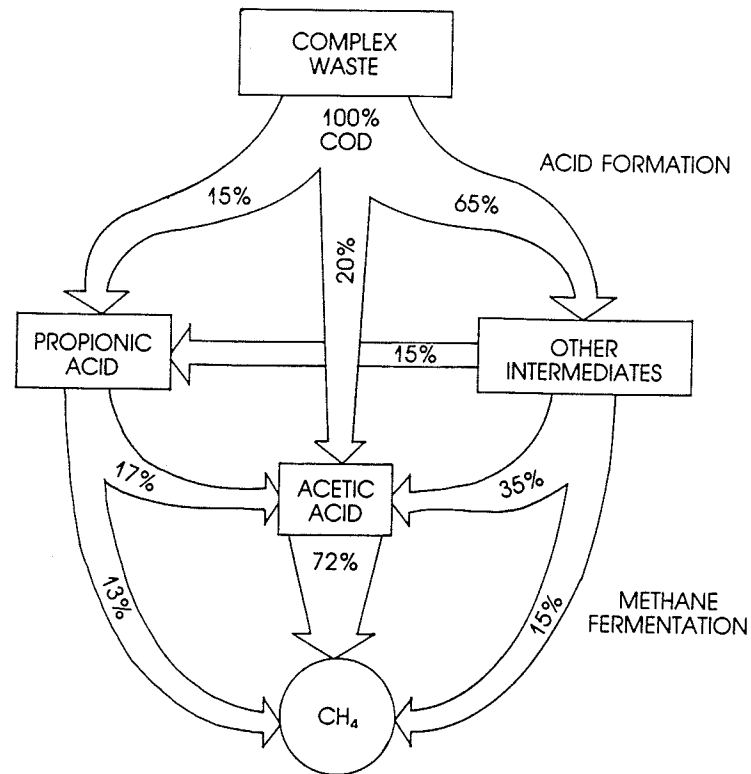 COMPLEX
WASTE
100%
COD
ACID FORMATION
15%
65%
20%
PROPIONIC
ACID
15%
OTHER
INTERMEDIATES
17%
ACETIC
ACID
35%
72%
13%
15%
METHANE
FERMENTATION
CH₄